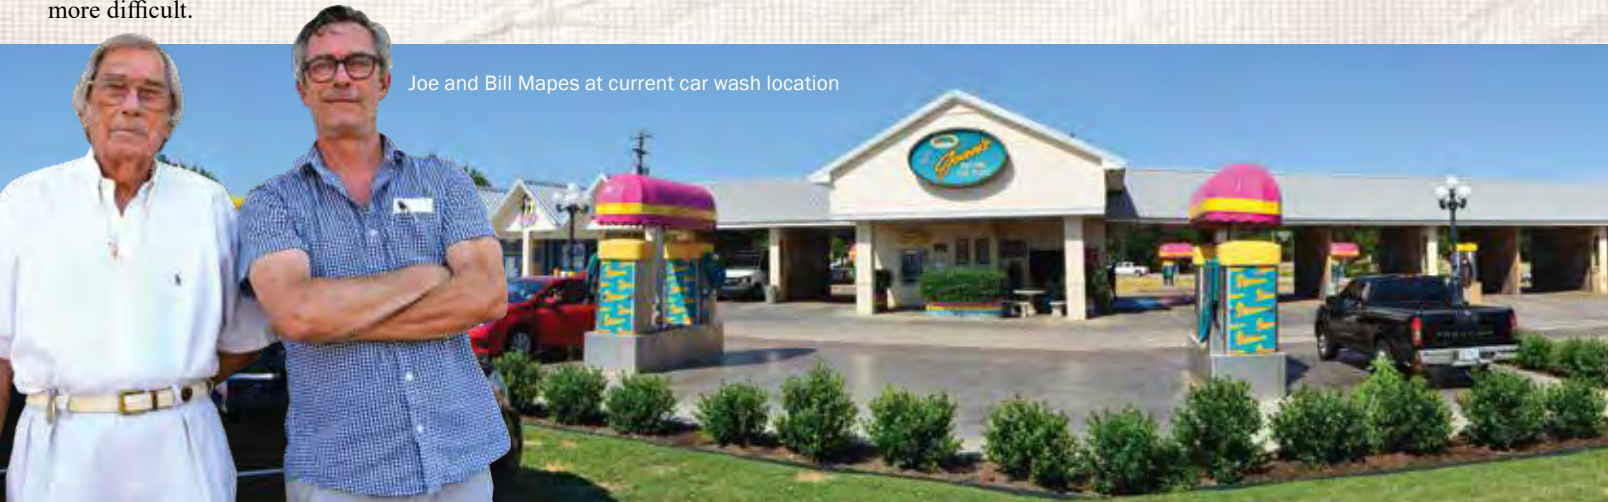 more difficult.
Joe and Bill Mapes at current car wash location